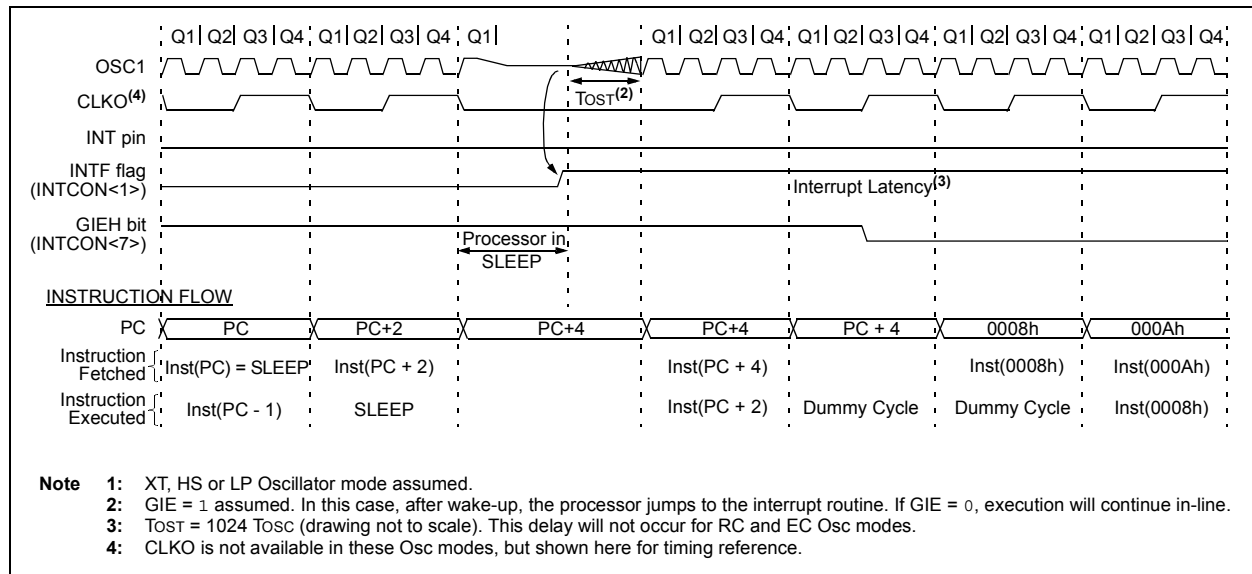 Q1 Q2 Q3 Q4 Q1 Q2 Q3 Q4 Q1 Q1 Q2 Q3 Q4 Q1 Q2 Q3 Q4 Q1 Q2 Q3 Q4 Q1 Q2 Q3 Q4
OSC1
TOST(2)
CLKO(4)
INT pin
INTF flag
(INTCON<1>)
Interrupt Latency(3)
GIEH bit
(INTCON<7>)
Processor in
SLEEP
INSTRUCTION FLOW
PC PC PC+2 PC+4 PC+4 PC + 4 0008h 000Ah
Instruction
Fetched Inst(PC) = SLEEP Inst(PC + 2) Inst(PC + 4) Inst(0008h) Inst(000Ah)
Instruction
Executed Inst(PC - 1) SLEEP Inst(PC + 2) Dummy Cycle Dummy Cycle Inst(0008h)
Note 1: XT, HS or LP Oscillator mode assumed.
2: GIE = 1 assumed. In this case, after wake-up, the processor jumps to the interrupt routine. If GIE = 0, execution will continue in-line.
3: TOST = 1024 TOSC (drawing not to scale). This delay will not occur for RC and EC Osc modes.
4: CLKO is not available in these Osc modes, but shown here for timing reference.